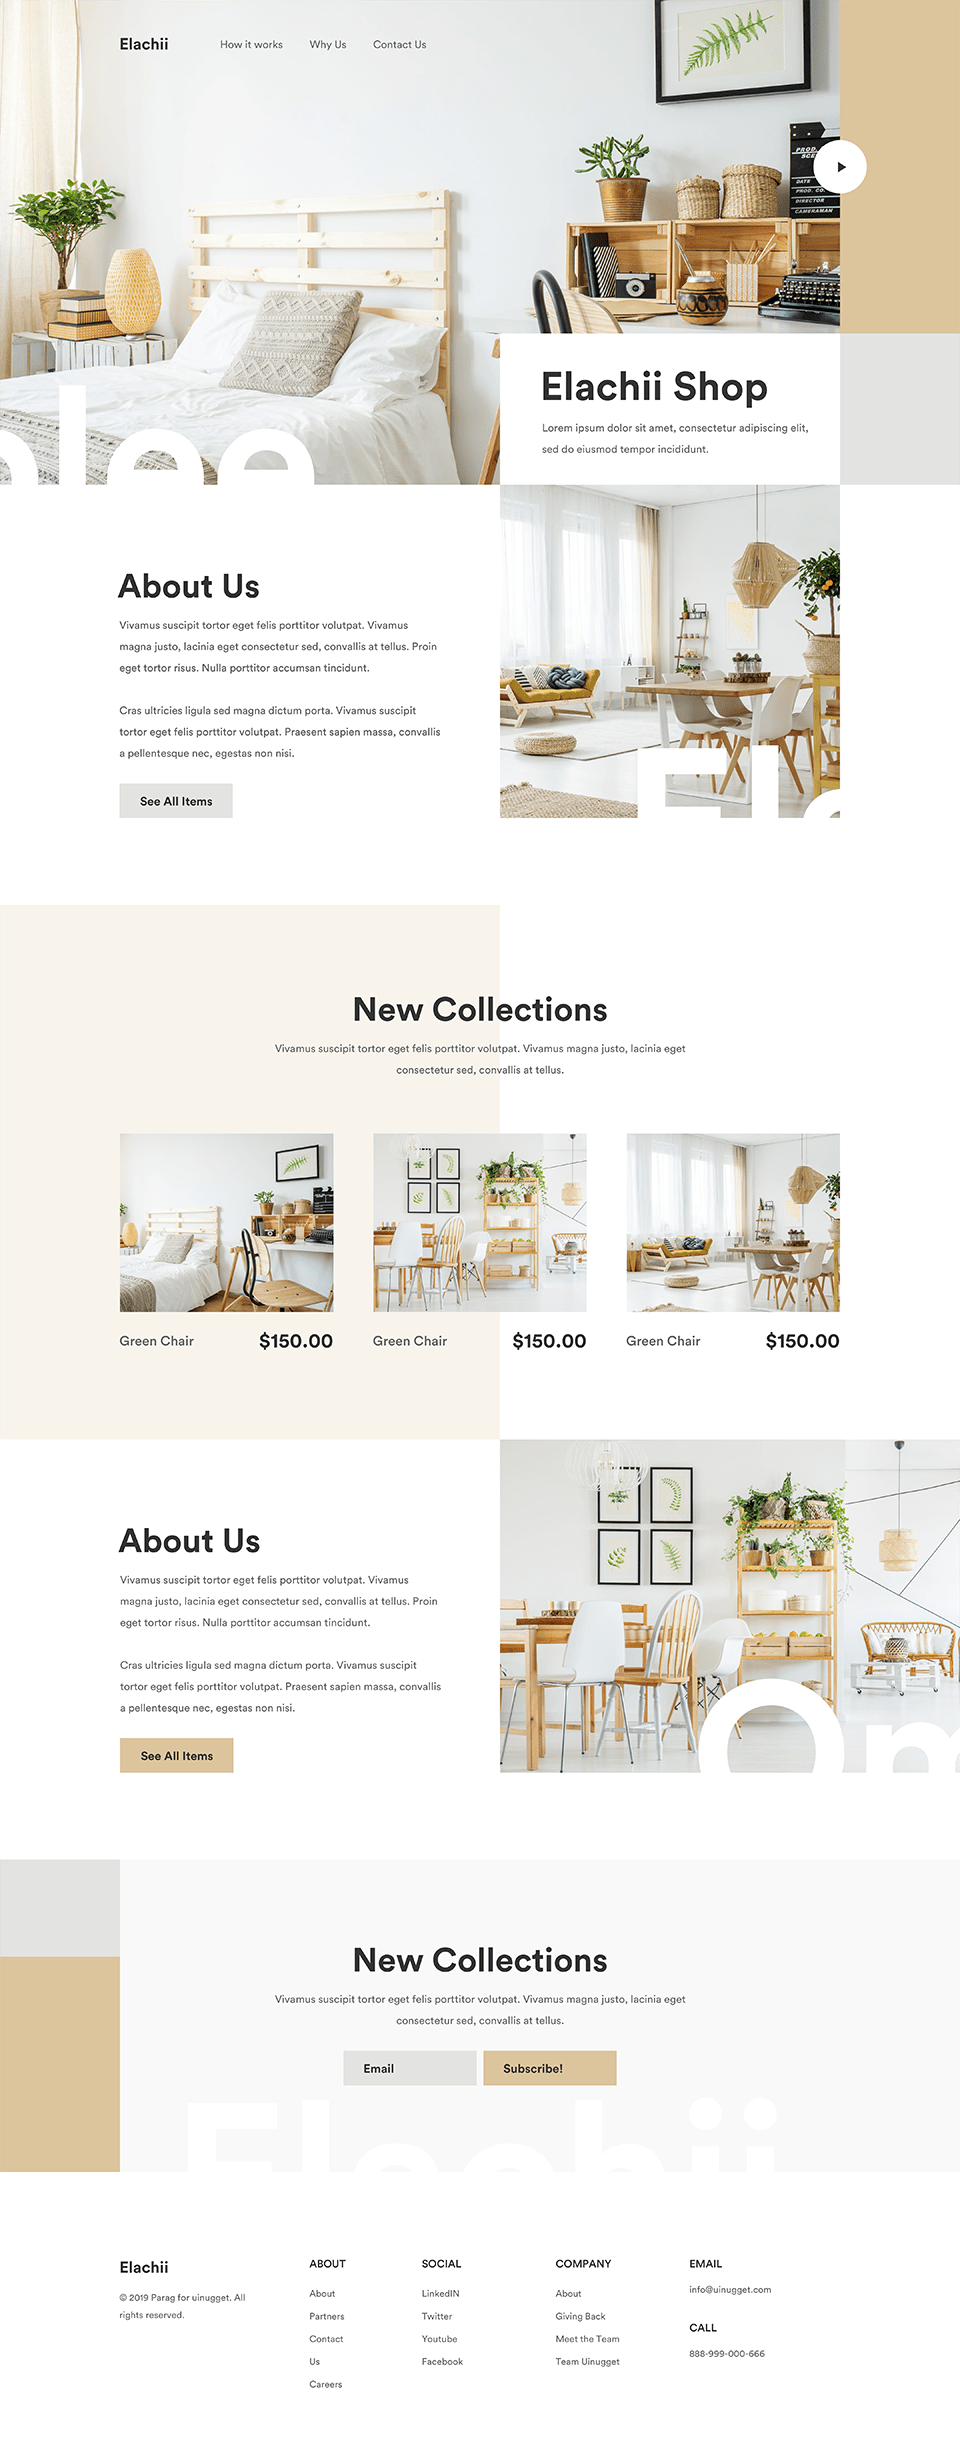 Elachii
How it works
Why Us
Contact Us
PROD.
SCE
DATE
PROD. CO.
DIRECTOR
CAMERAMAN
Elachii Shop
Lorem ipsum dolor sit amet, consectetur adipiscing elit,
sed do eiusmod tempor incididunt.
About Us
Vivamus suscipit tortor eget felis porttitor volutpat. Vivamus
magna justo, lacinia eget consectetur sed, convallis at tellus. Proin
eget tortor risus. Nulla porttitor accumsan tincidunt.
Cras ultricies ligula sed magna dictum porta. Vivamus suscipit
tortor eget felis porttitor volutpat. Praesent sapien massa, convallis
a pellentesque nec, egestas non nisi.
See All Items
Ela
New Collections
Vivamus suscipit tortor eget felis porttitor volutpat. Vivamus magna justo, lacinia eget
consectetur sed, convallis at tellus.
Green Chair
$150.00
Green Chair
$150.00
Green Chair
$150.00
About Us
Vivamus suscipit tortor eget felis porttitor volutpat. Vivamus
magna justo, lacinia eget consectetur sed, convallis at tellus. Proin
eget tortor risus. Nulla porttitor accumsan tincidunt.
Cras ultricies ligula sed magna dictum porta. Vivamus suscipit
tortor eget felis porttitor volutpat. Praesent sapien massa, convallis
a pellentesque nec, egestas non nisi.
See All Items
Om
New Collections
Vivamus suscipit tortor eget felis porttitor volutpat. Vivamus magna justo, lacinia eget
consectetur sed, convallis at tellus.
Email
Subscribe!
Elachii
Elachii
© 2019 Parag for uinugget. All
rights reserved.
ABOUT
About
Partners
Contact
Us
Careers
SOCIAL
LinkedIN
Twitter
Youtube
Facebook
COMPANY
About
Giving Back
Meet the Team
Team Uinugget
EMAIL
info@uinugget.com
CALL
888-999-000-666